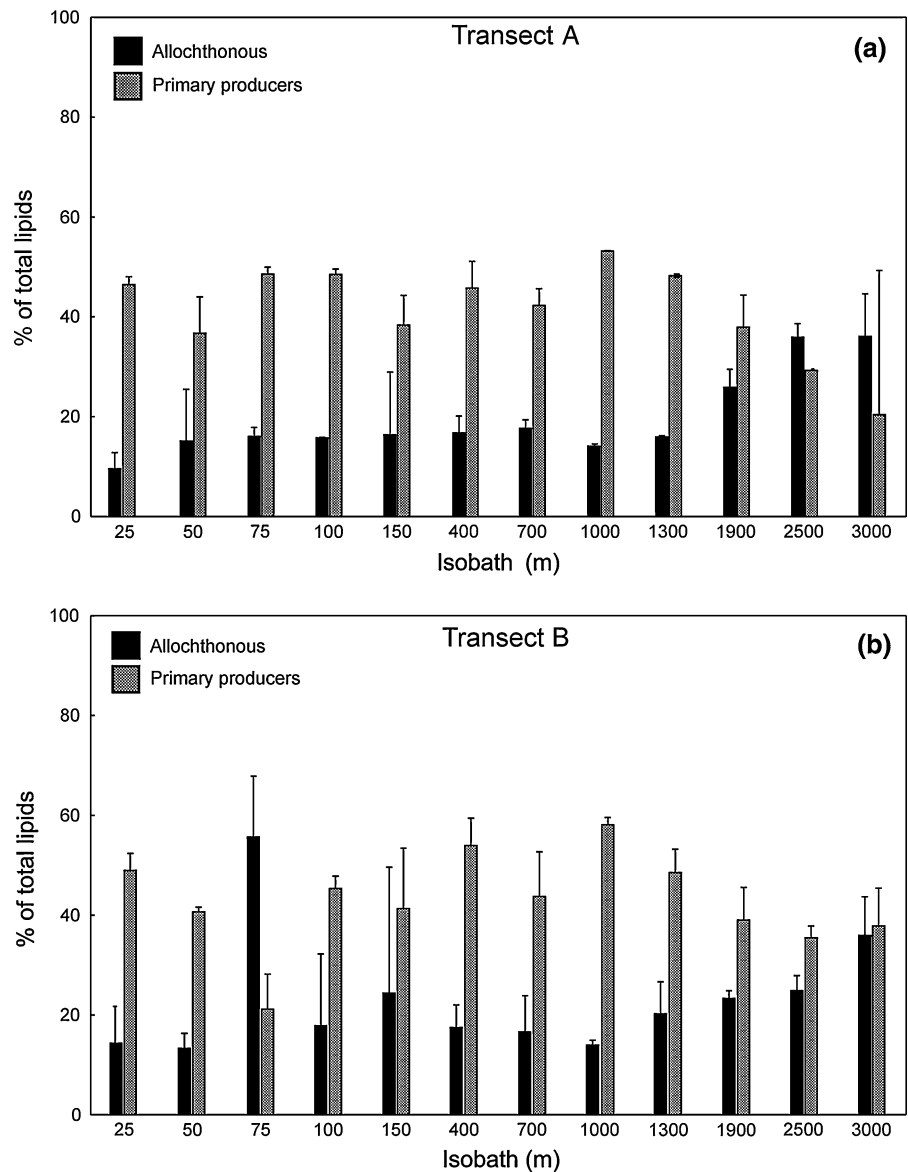 100
Transect A
(a)
Allochthonous
Primary producers
80
60
40
20
0
% of total lipids
25 50 75 100 150 400 700 1000 1300 1900 2500 3000
Isobath (m)
100
Transect B
(b)
Allochthonous
Primary producers
80
60
40
20
0
% of total lipids
25 50 75 100 150 400 700 1000 1300 1900 2500 3000
Isobath (m)